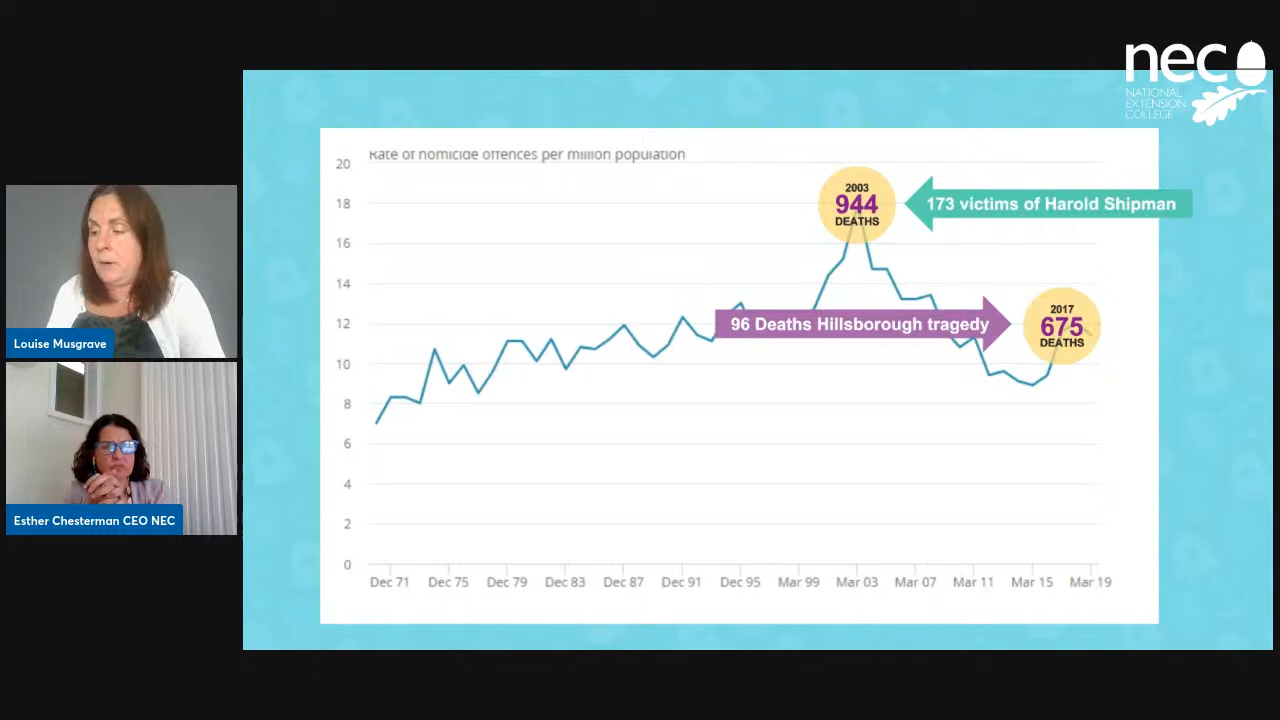 nec
NATIONAL
EXTENSION
COLLEGE
Rate of homicide offences per million population
20
18
16
14
12
10
8
6
4
2
0
2003
944
DEATHS
173 victims of Harold Shipman
96 Deaths Hillsborough tragedy
2017
675
DEATHS
Dec 71 Dec 75 Dec 79 Dec 83 Dec 87 Dec 91 Dec 95 Mar 99 Mar 03 Mar 07 Mar 11 Mar 15 Mar 19
Louise Musgrave
Esther Chesterman CEO NEC